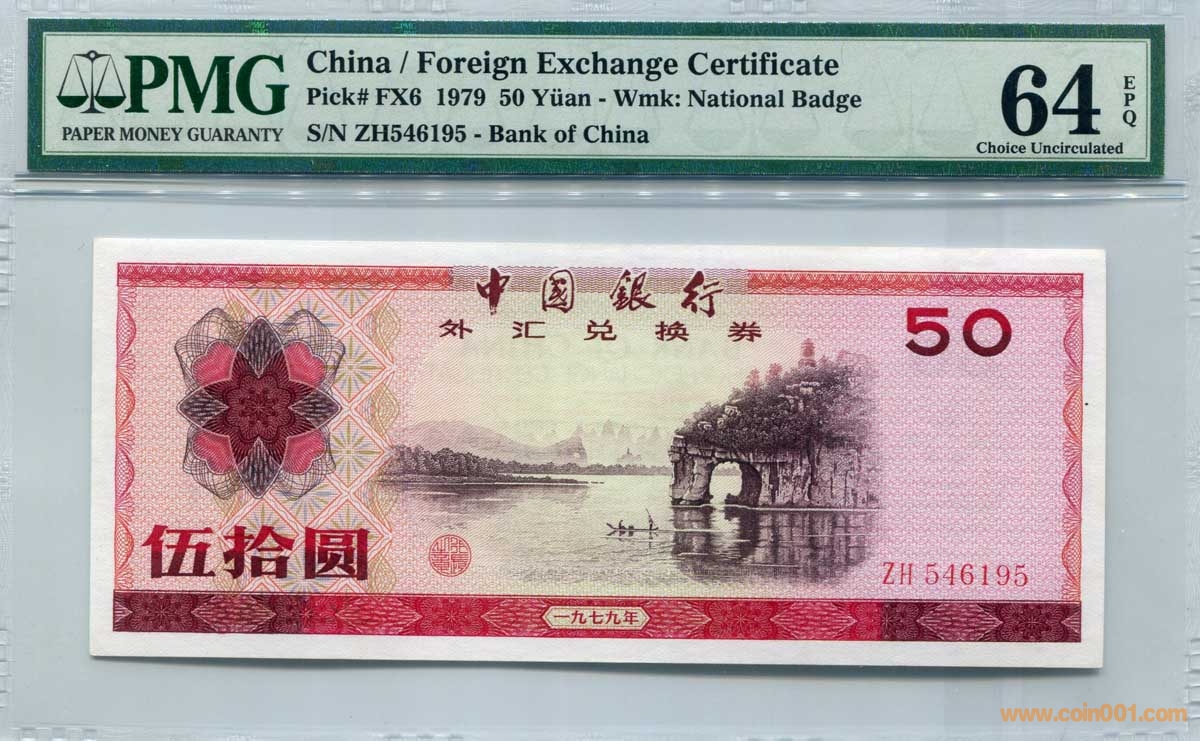 PMG
PAPER MONEY GUARANTY
China / Foreign Exchange Certificate
Pick# FX6 1979 50 Yüan - Wmk: National Badge
S/N ZH546195 - Bank of China
64
EPQ
Choice Uncirculated
中國銀行
外汇兑换券
50
伍拾圆
ZH 546195
一九七九年
www.coin001.com